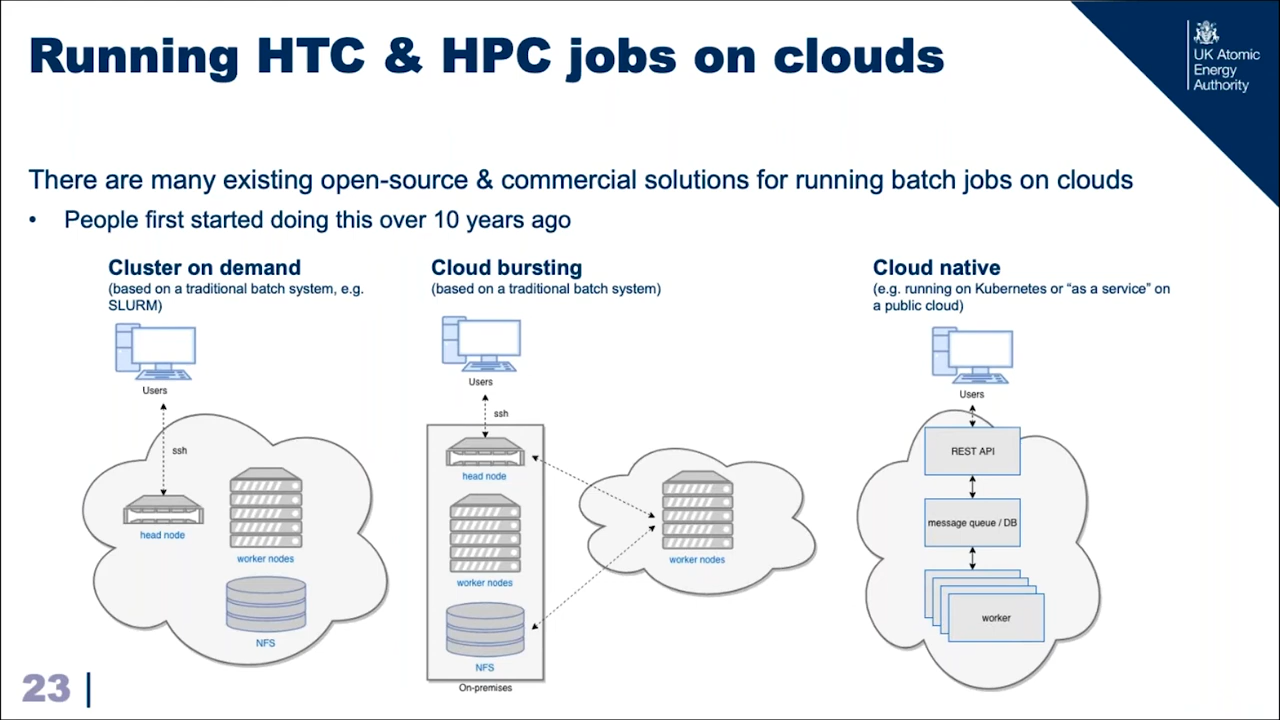 Running HTC & HPC jobs on clouds
UK Atomic
Energy
Authority
There are many existing open-source & commercial solutions for running batch jobs on clouds
• People first started doing this over 10 years ago
Cluster on demand
(based on a traditional batch system, e.g.
SLURM)
Users
ssh
head node
worker nodes
NFS
Cloud bursting
(based on a traditional batch system)
Users
ssh
head node
worker nodes
NFS
On-premises
worker nodes
Cloud native
(e.g. running on Kubernetes or “as a service” on
a public cloud)
Users
REST API
message queue / DB
worker
23